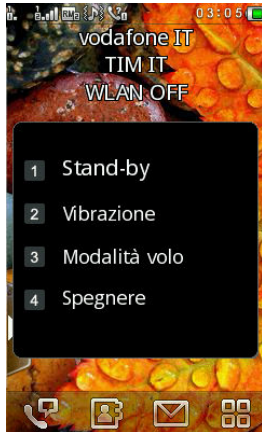 03:05
vodafone IT
TIM IT
WLAN OFF
1 Stand-by
2 Vibrazione
3 Modalità volo
4 Spegnere